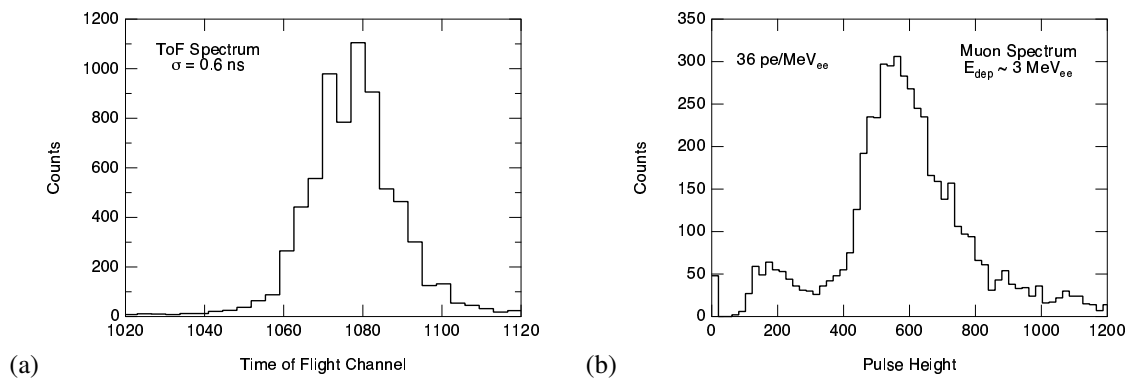 1200
1000
800
600
400
200
0
Counts
ToF Spectrum
σ = 0.6 ns
1020 1040 1060 1080 1100 1120
Time of Flight Channel
(a)
350
300
250
200
150
100
50
0
Counts
36 pe/MeVee
Muon Spectrum
Edep ~ 3 MeVee
0 200 400 600 800 1000 1200
Pulse Height
(b)